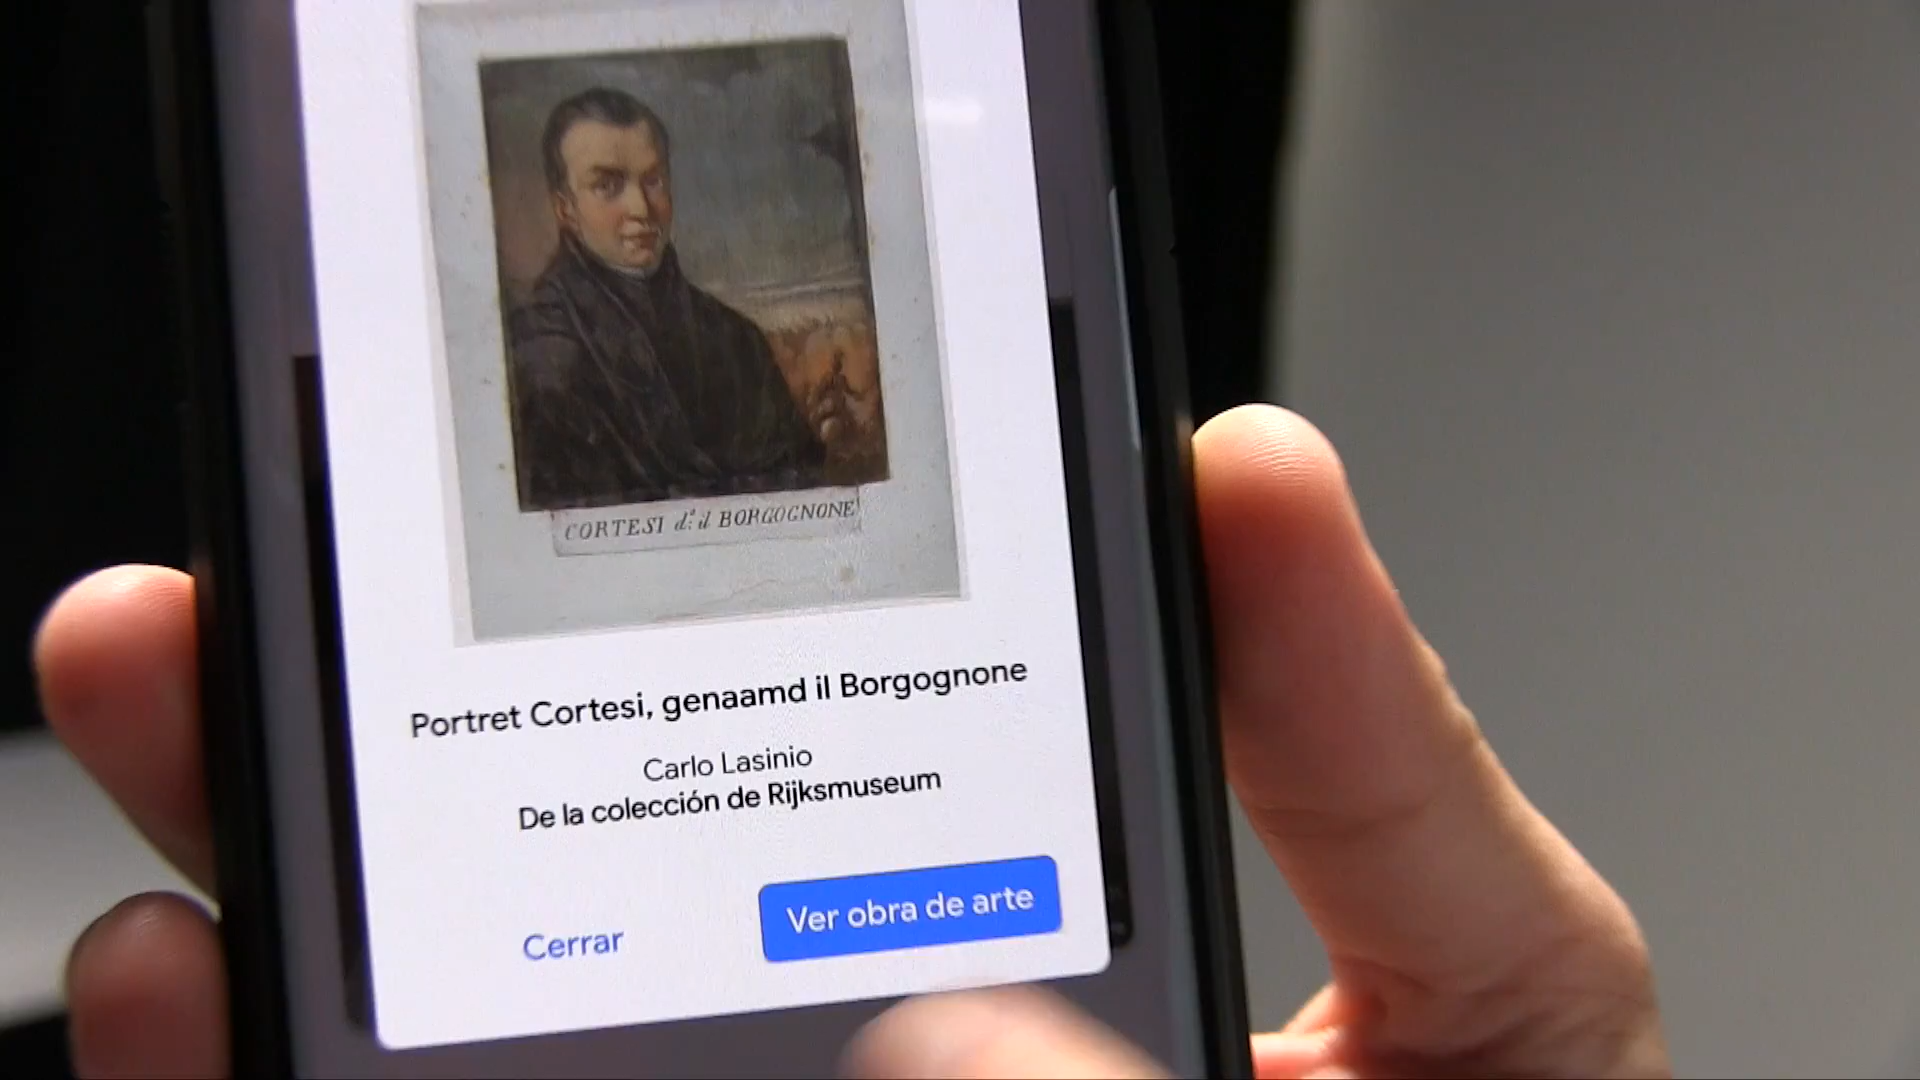 CORTESI d.º il BORGOGNONE
Portret Cortesi, genaamd il Borgognone
Carlo Lasinio
De la colección de Rijksmuseum
Cerrar
Ver obra de arte